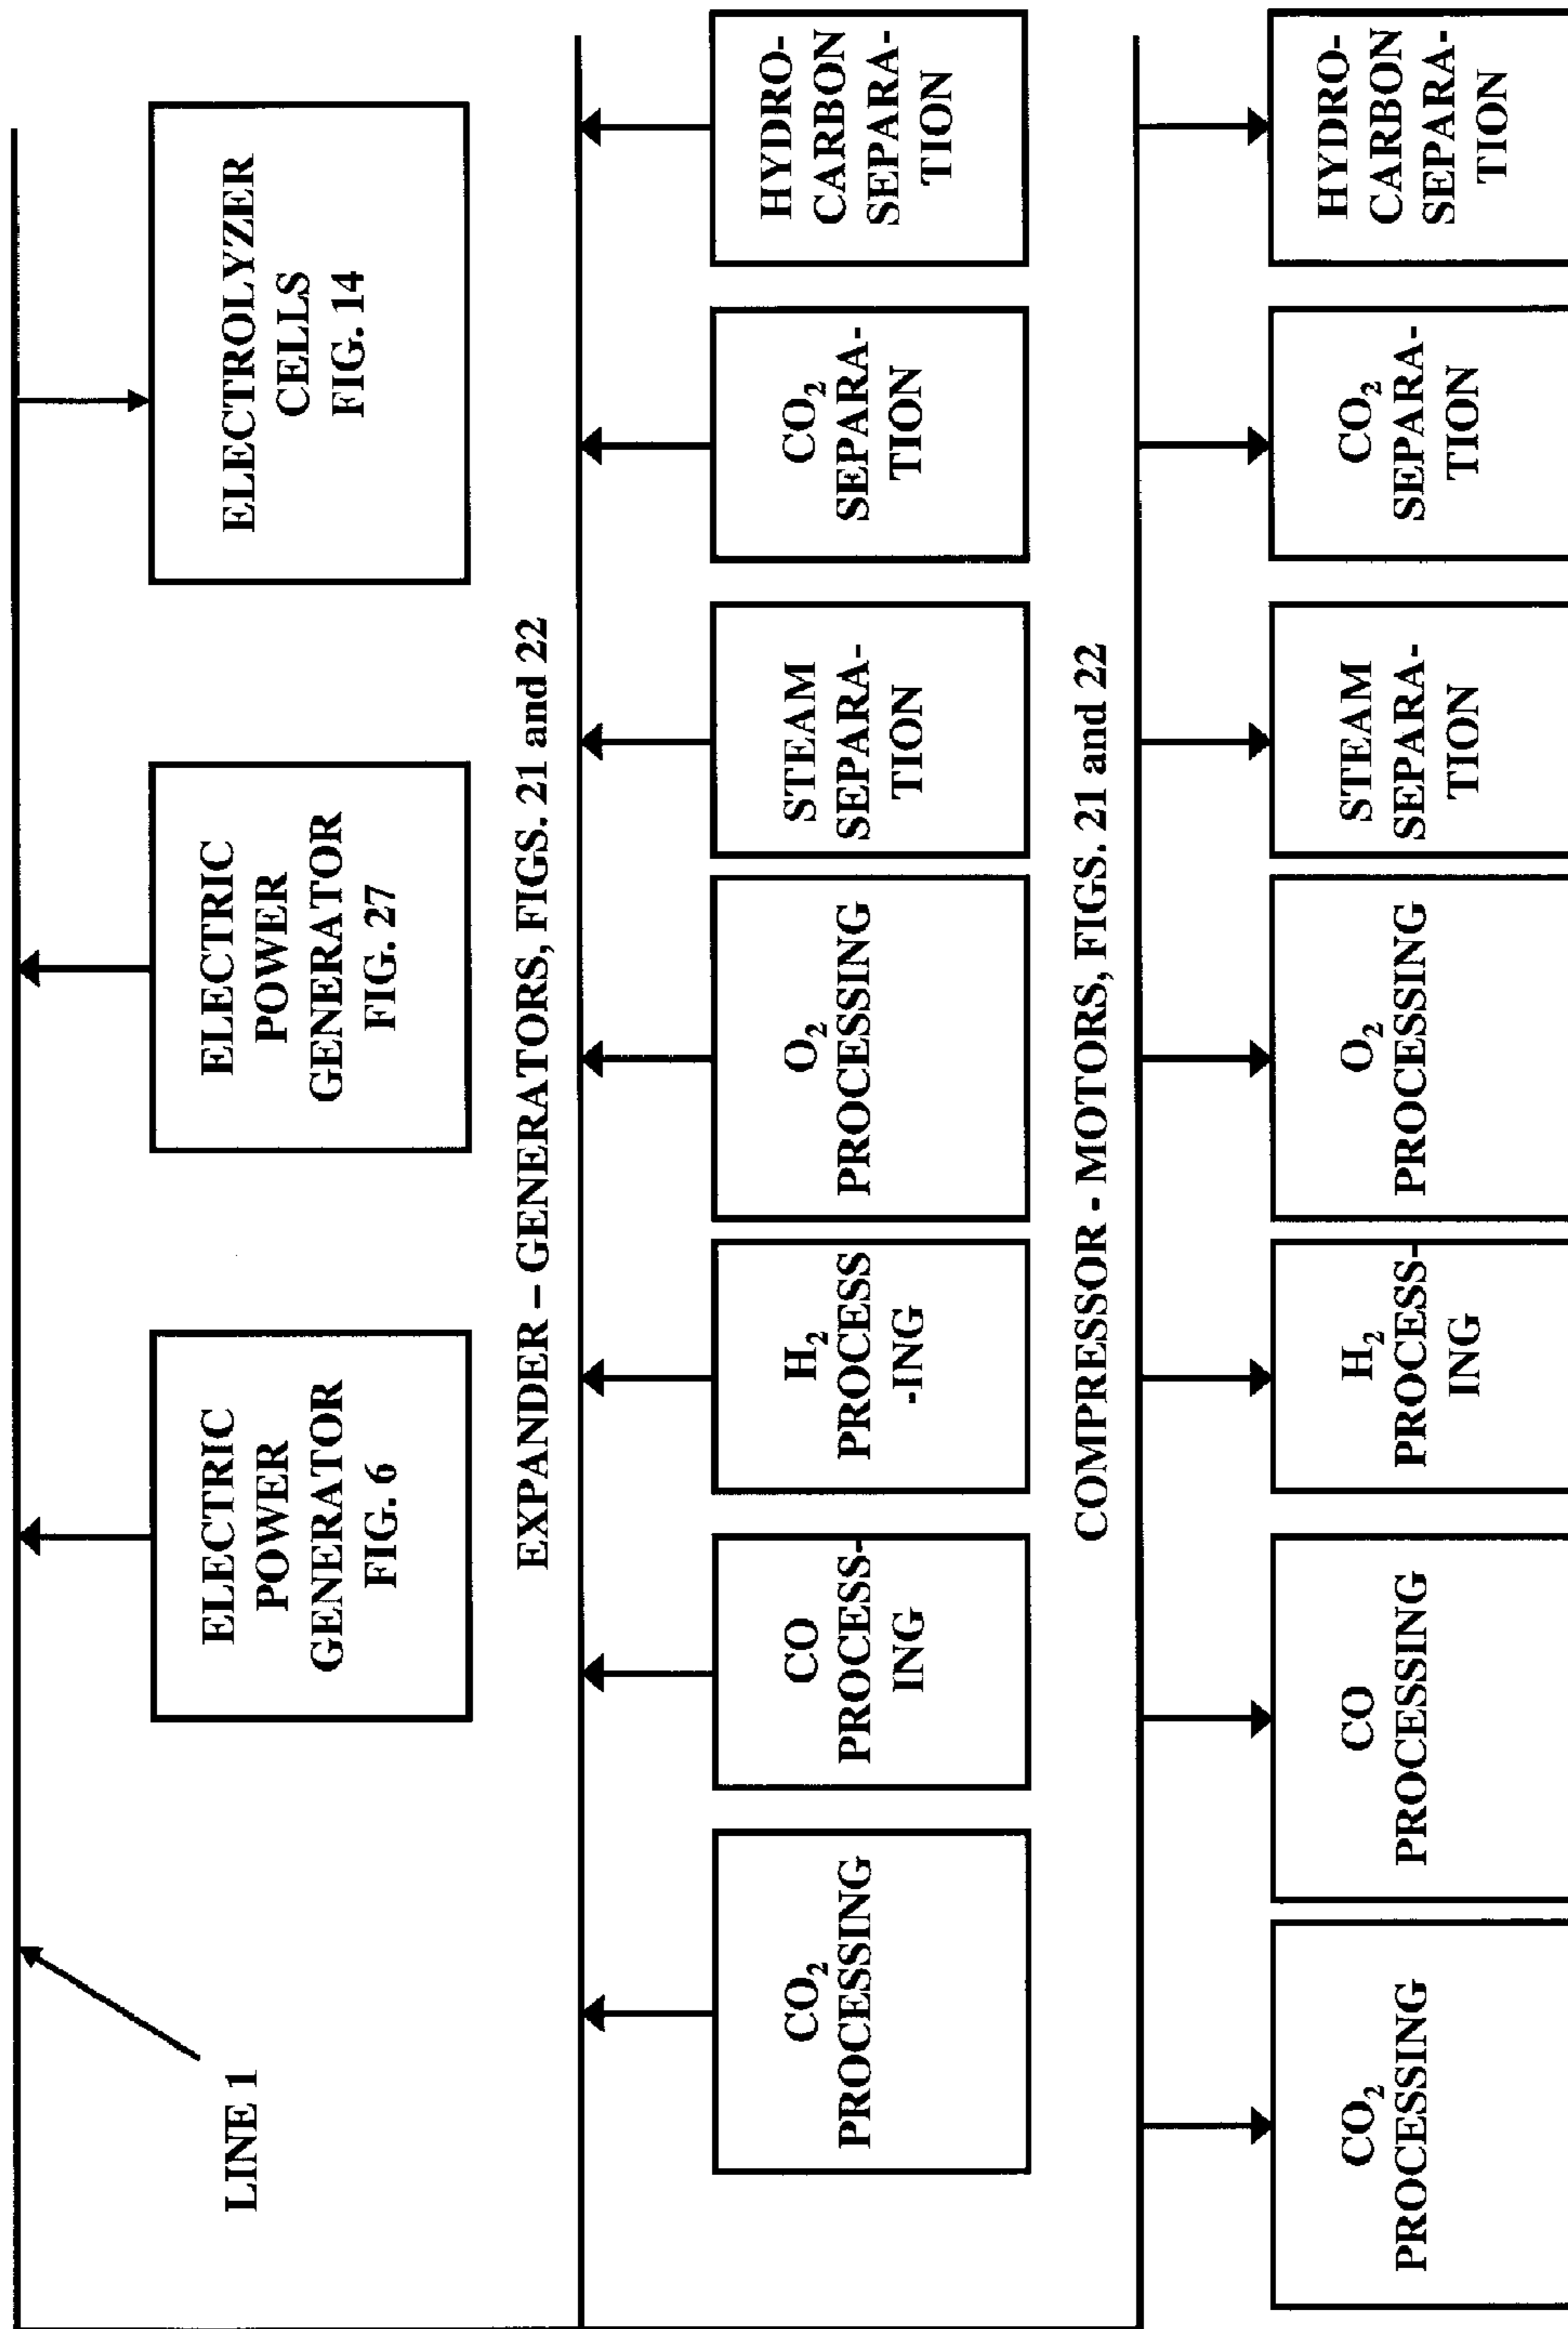 LINE 1
ELECTRIC
POWER
GENERATOR
FIG. 6
ELECTRIC
POWER
GENERATOR
FIG. 27
ELECTROLYZER
CELLS
FIG. 14
EXPANDER – GENERATORS, FIGS. 21 and 22
CO₂
PROCESSING
CO
PROCESS-
ING
H₂
PROCESS
-ING
O₂
PROCESSING
STEAM
SEPARA-
TION
CO₂
SEPARA-
TION
HYDRO-
CARBON
SEPARA-
TION
COMPRESSOR - MOTORS, FIGS. 21 and 22
CO₂
PROCESSING
CO
PROCESSING
H₂
PROCESS-
ING
O₂
PROCESSING
STEAM
SEPARA-
TION
CO₂
SEPARA-
TION
HYDRO-
CARBON
SEPARA-
TION